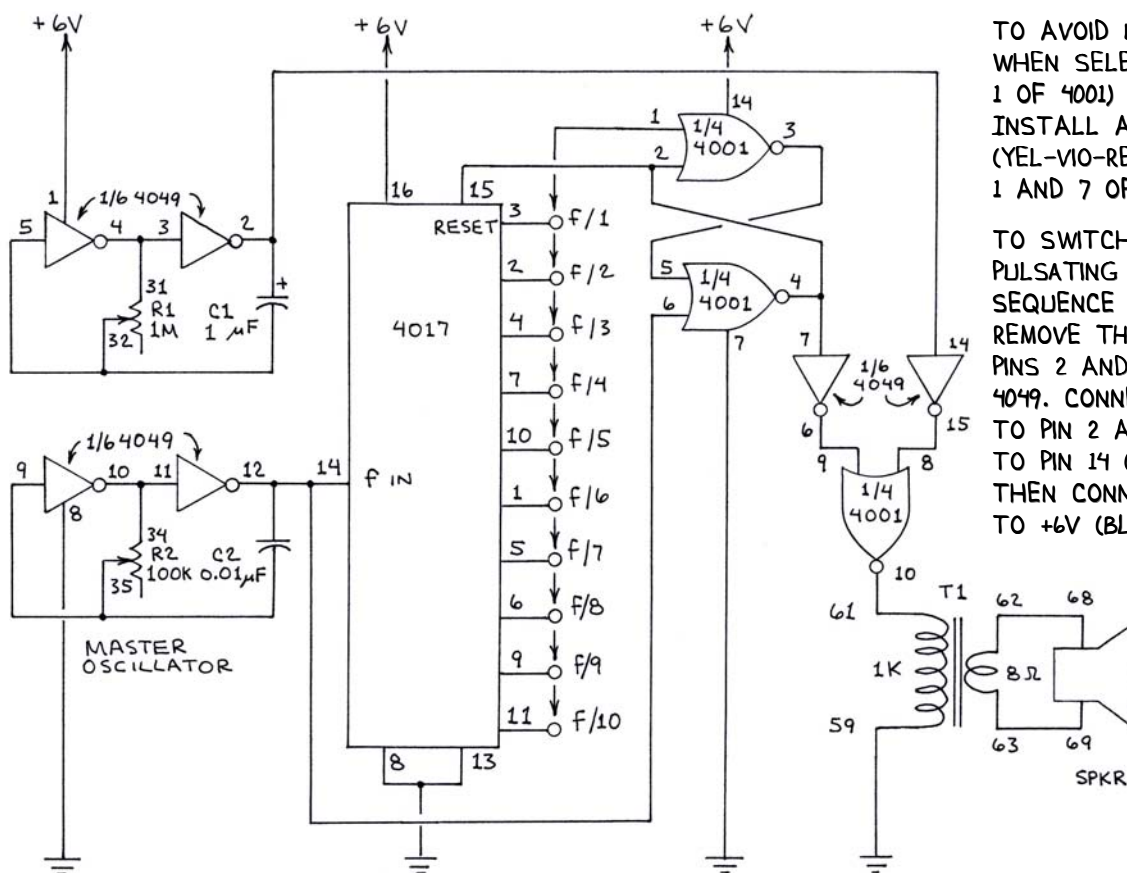 +6V
+6V
+6V
1/6 4049
1
5
4
3
2
31
R1
1M
32
C1
1 µF
+
1/6 4049
9
10
11
12
8
34
R2
100K
35
C2
0.01µF
MASTER
OSCILLATOR
16
15
RESET
14
f IN
4017
3
f/1
2
f/2
4
f/3
7
f/4
10
f/5
1
f/6
5
f/7
6
f/8
9
f/9
11
f/10
8
13
1
2
1/4
4001
14
3
5
6
1/4
4001
4
7
7
14
1/6
4049
6
15
9
8
1/4
4001
10
T1
61
1K
59
62
68
8Ω
63
69
SPKR
TO AVOID
WHEN SELE
1 OF 4001)
INSTALL A
(YEL-VIO-RE
1 AND 7 OF
TO SWITCH
PULSATING
SEQUENCE
REMOVE TH
PINS 2 AND
4049. CONN
TO PIN 2 A
TO PIN 14
THEN CONN
TO +6V (BL